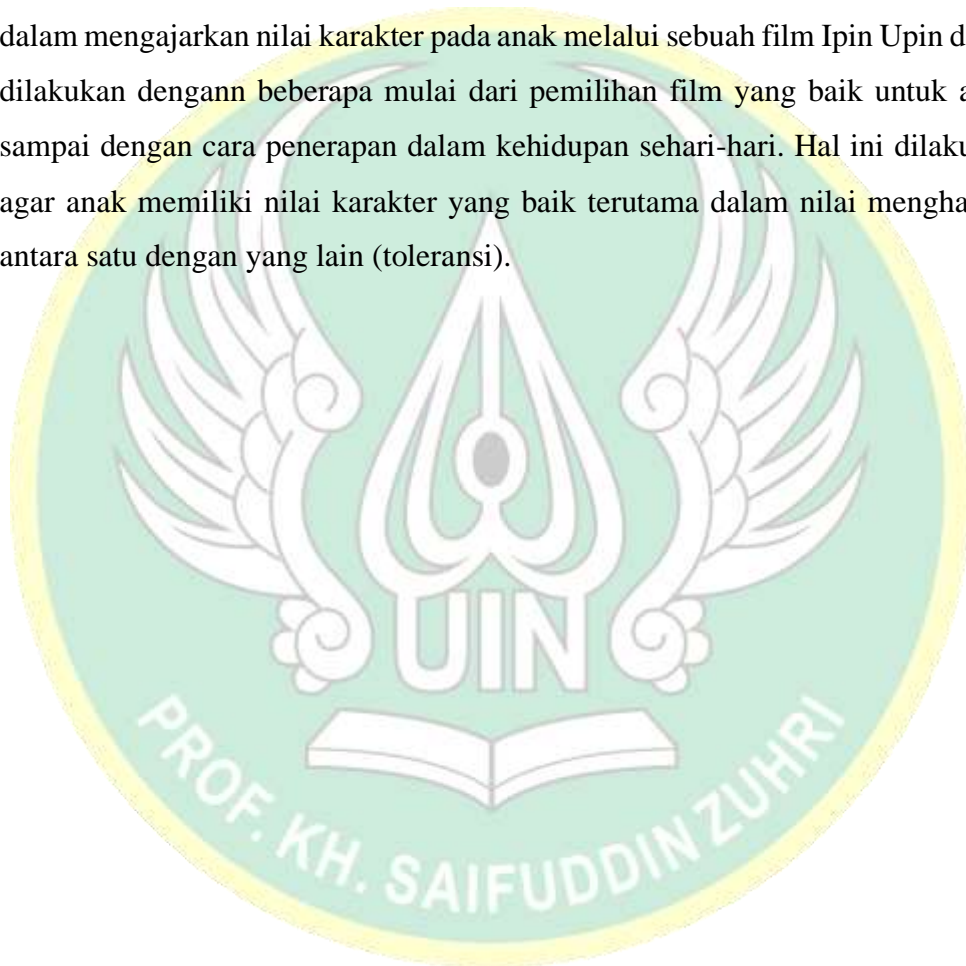 dalam mengajarkan nilai karakter pada anak melalui sebuah film Ipin Upin d
dilakukan dengann beberapa mulai dari pemilihan film yang baik untuk a
sampai dengan cara penerapan dalam kehidupan sehari-hari. Hal ini dilaku
agar anak memiliki nilai karakter yang baik terutama dalam nilai mengha
antara satu dengan yang lain (toleransi).
UIN
PROF. KH. SAIFUDDIN ZUHRI